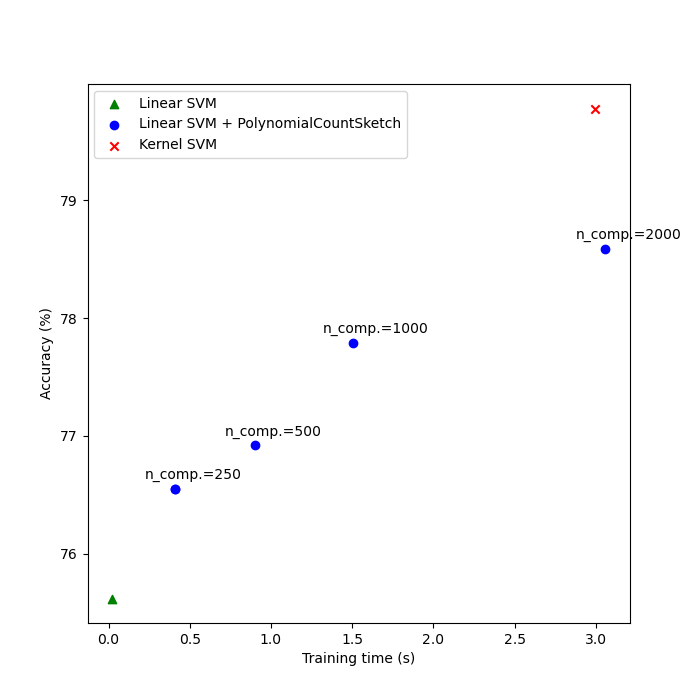 Linear SVM
Linear SVM + PolynomialCountSketch
Kernel SVM
79
n_comp.=2000
78
n_comp.=1000
Accuracy (%)
77
n_comp.=500
n_comp.=250
76
0.0 0.5 1.0 1.5 2.0 2.5 3.0
Training time (s)